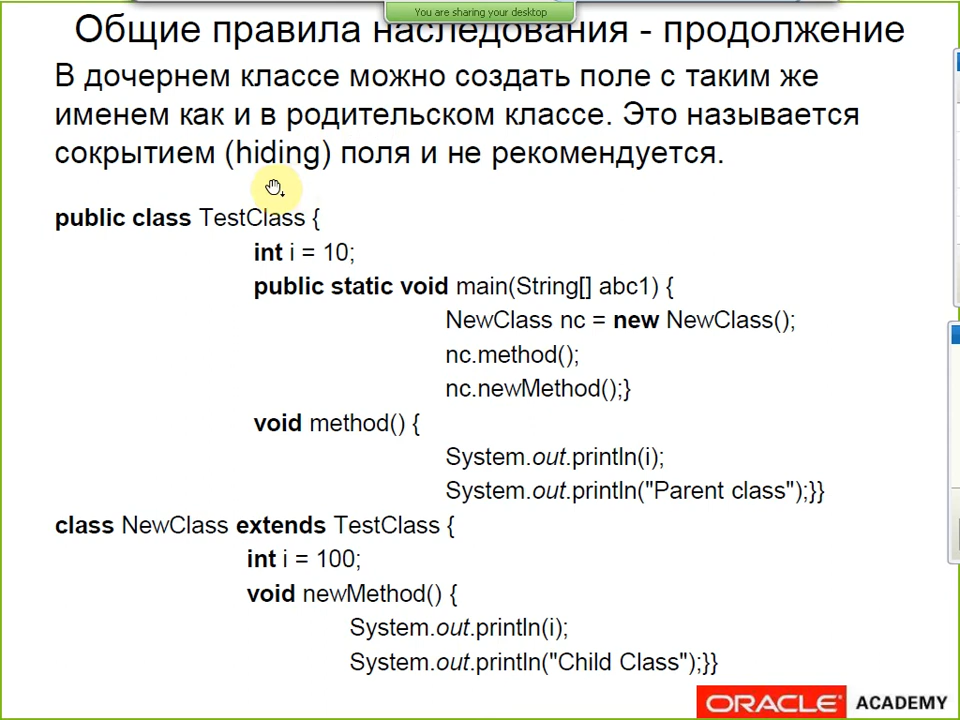 You are sharing your desktop
Общие правила наследования - продолжение
В дочернем классе можно создать поле с таким же
именем как и в родительском классе. Это называется
сокрытием (hiding) поля и не рекомендуется.
public class TestClass {
int i = 10;
public static void main(String[] abc1) {
NewClass nc = new NewClass();
nc.method();
nc.newMethod();}
void method() {
System.out.println(i);
System.out.println("Parent class");}}
class NewClass extends TestClass {
int i = 100;
void newMethod() {
System.out.println(i);
System.out.println("Child Class");}}
ORACLE ACADEMY